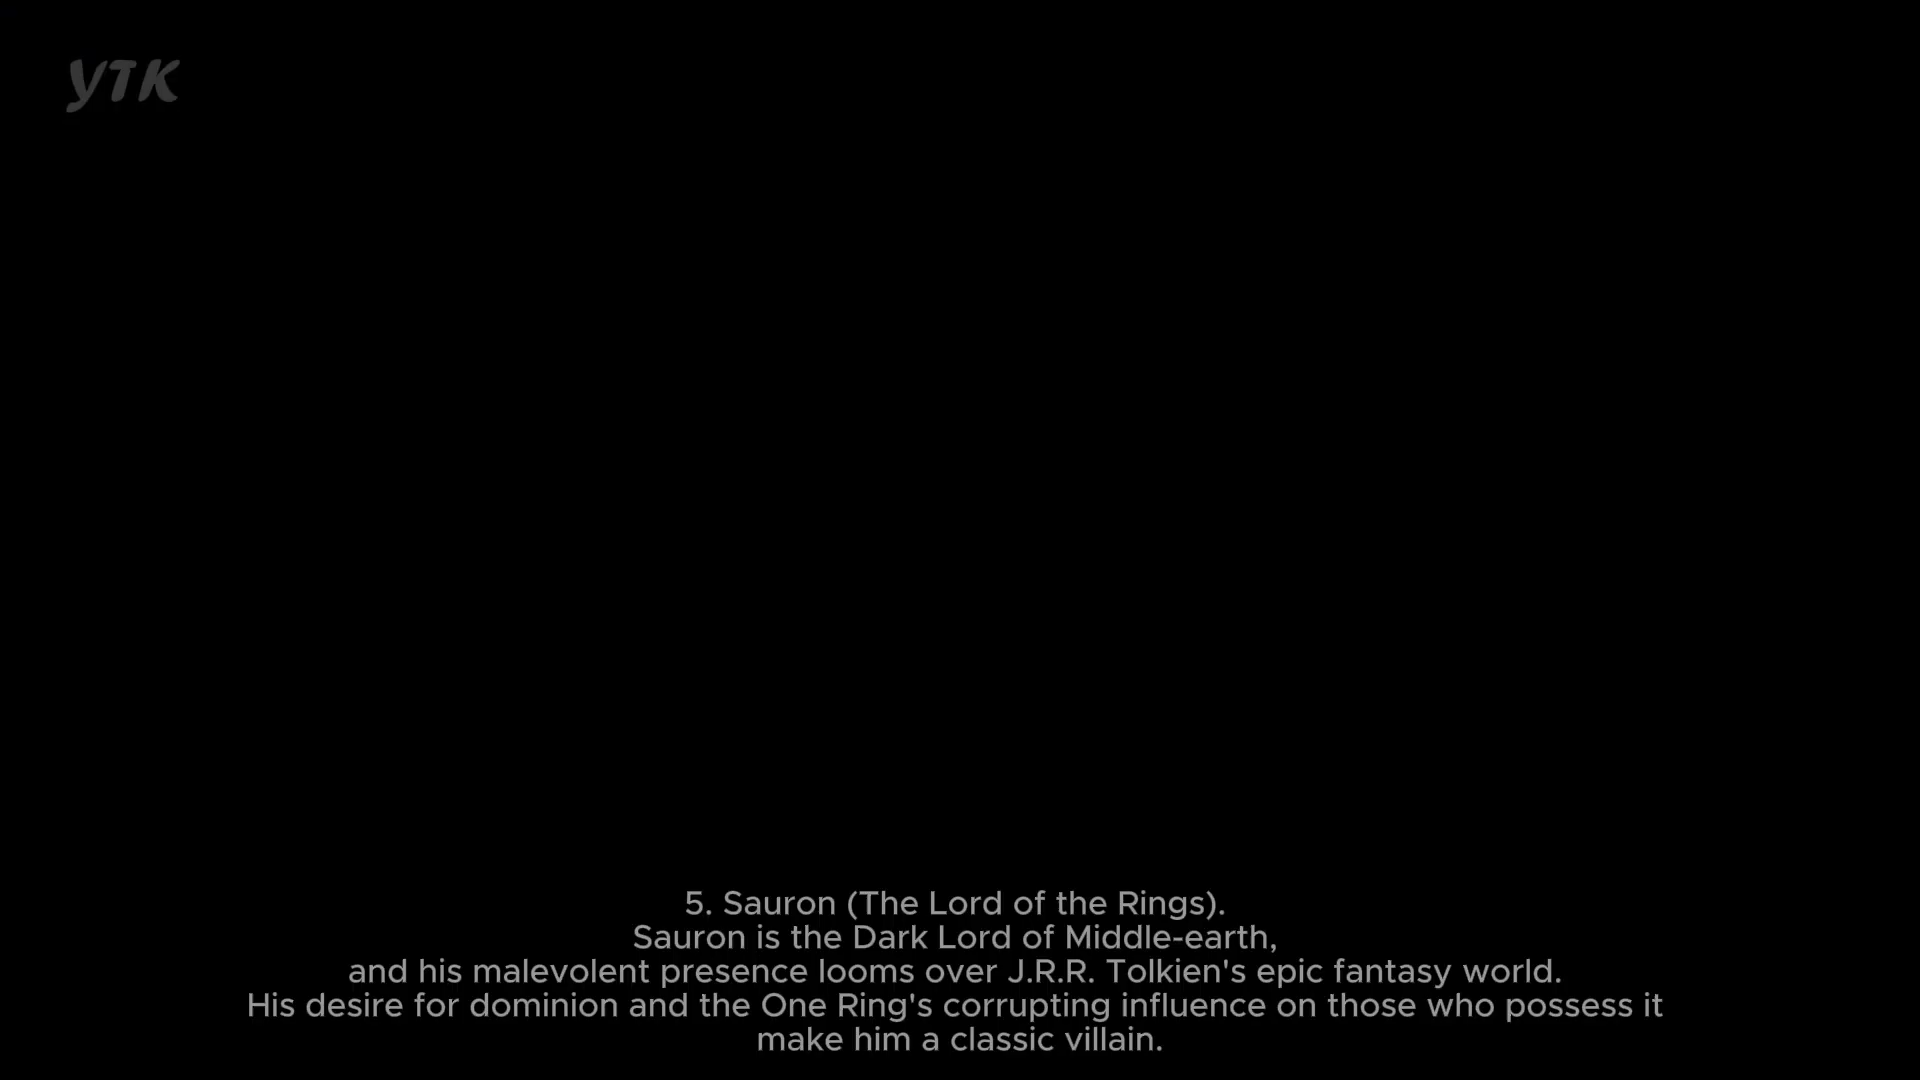 YTK
5. Sauron (The Lord of the Rings).
Sauron is the Dark Lord of Middle-earth,
and his malevolent presence looms over J.R.R. Tolkien's epic fantasy world.
His desire for dominion and the One Ring's corrupting influence on those who possess it
make him a classic villain.